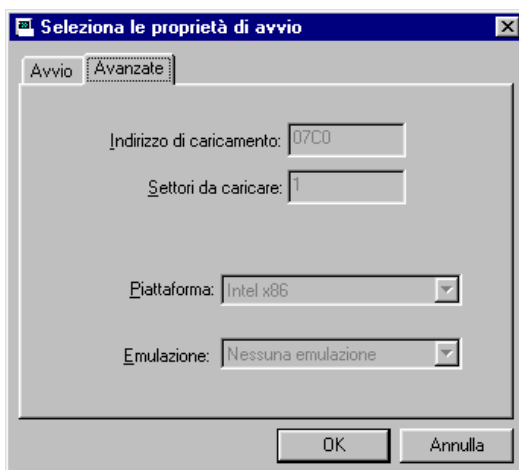 Seleziona le proprietà di avvio
Avvio Avanzate
Indirizzo di caricamento: 07C0
Settori da caricare: 1
Piattaforma: Intel x86
Emulazione: Nessuna emulazione
OK Annulla